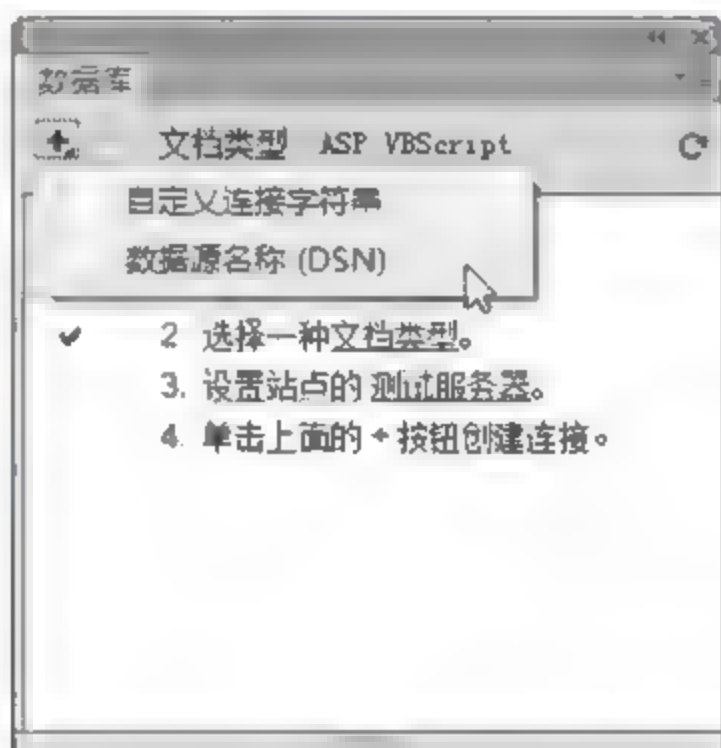 数据库
文档类型 ASP VBScript
自定义连接字符串
数据源名称 (DSN)
2 选择一种文档类型。
3. 设置站点的 测试服务器。
4. 单击上面的 + 按钮创建连接。